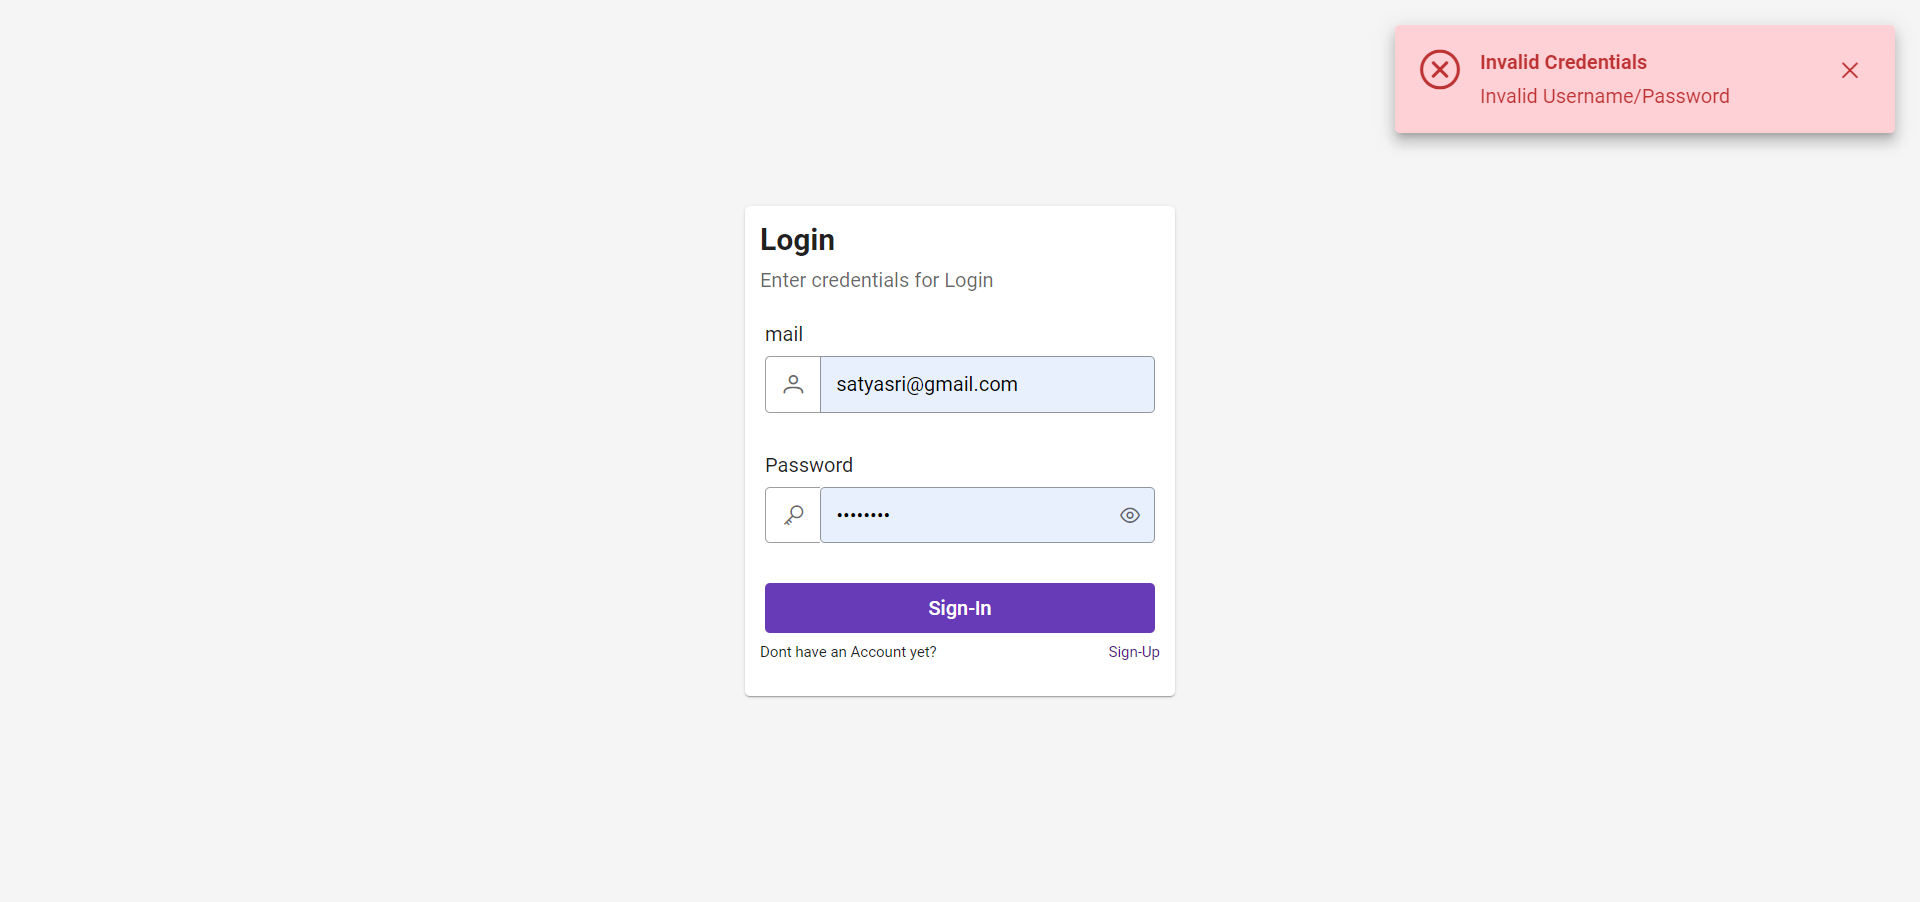 Invalid Credentials
Invalid Username/Password
Login
Enter credentials for Login
mail
satyasri@gmail.com
Password
••••••••
Sign-In
Dont have an Account yet?
Sign-Up